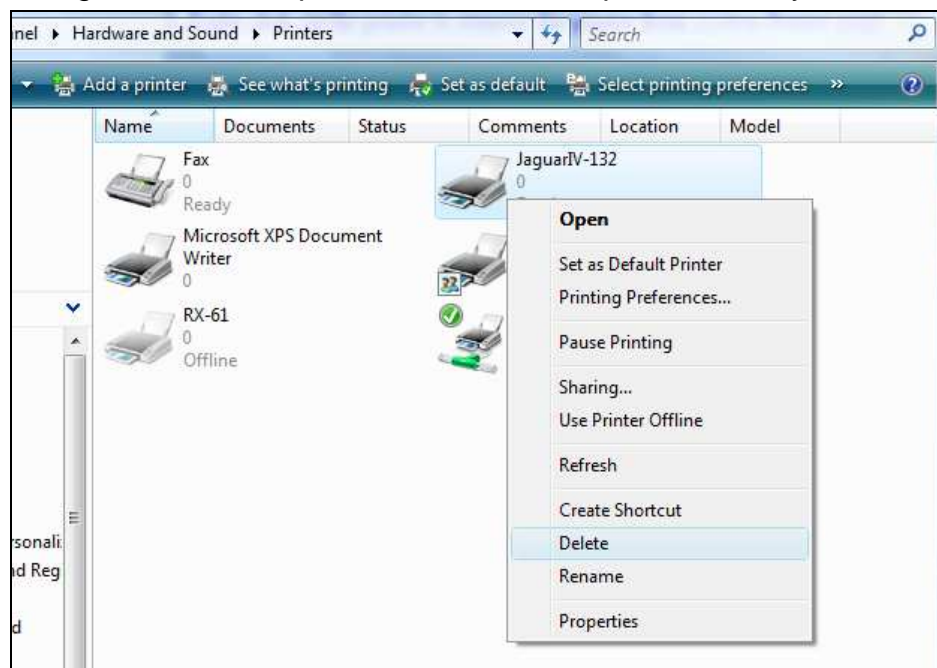 nel ▸ Hardware and Sound ▸ Printers Search
Add a printer See what's printing Set as default Select printing preferences »
Name Documents Status Comments Location Model
Fax
0
Ready
Microsoft XPS Document
Writer
0
RX-61
0
Offline
JaguarIV-132
0
Open
Set as Default Printer
Printing Preferences...
Pause Printing
Sharing...
Use Printer Offline
Refresh
Create Shortcut
Delete
Rename
Properties
rsonali
nd Reg
d